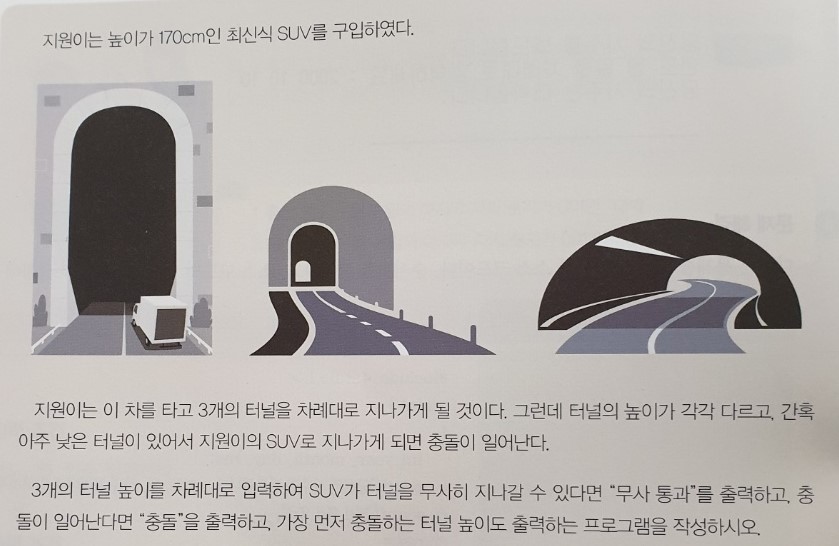 지원이는 높이가 170cm인 최신식 SUV를 구입하였다.
지원이는 이 차를 타고 3개의 터널을 차례대로 지나가게 될 것이다. 그런데 터널의 높이가 각각 다르고, 간혹
아주 낮은 터널이 있어서 지원이의 SUV로 지나가게 되면 충돌이 일어난다.
3개의 터널 높이를 차례대로 입력하여 SUV가 터널을 무사히 지나갈 수 있다면 “무사 통과”를 출력하고, 충
돌이 일어난다면 “충돌”을 출력하고, 가장 먼저 충돌하는 터널 높이도 출력하는 프로그램을 작성하시오.